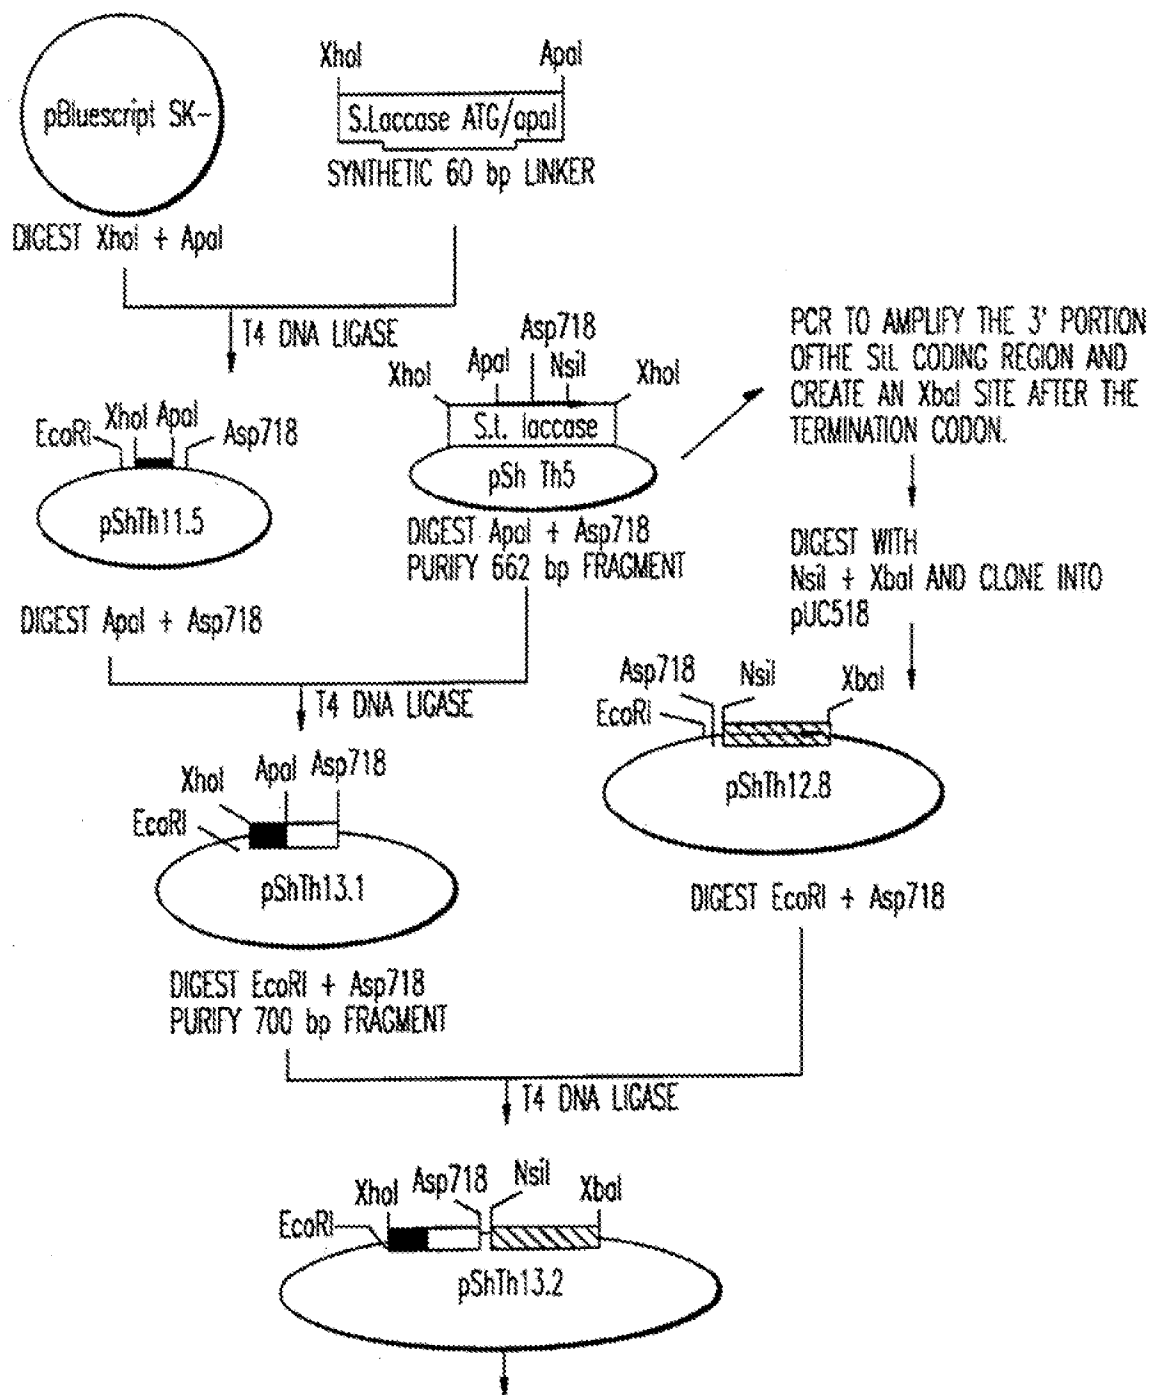 pBluescript SK-
XhoI
ApaI
S.Laccase ATG/apaI
SYNTHETIC 60 bp LINKER
DIGEST XhoI + ApaI
T4 DNA LIGASE
EcoRI
XhoI
ApaI
Asp718
pShTh11.5
DIGEST ApaI + Asp718
XhoI
ApaI
Asp718
NsiI
XhoI
S.t. laccase
pSh Th5
DIGEST ApaI + Asp718
PURIFY 662 bp FRAGMENT
PCR TO AMPLIFY THE 3' PORTION
OFTHE StL CODING REGION AND
CREATE AN XbaI SITE AFTER THE
TERMINATION CODON.
DIGEST WITH
NsiI + XbaI AND CLONE INTO
pUC518
T4 DNA LIGASE
XhoI
ApaI
Asp718
EcoRI
pShTh13.1
DIGEST EcoRI + Asp718
PURIFY 700 bp FRAGMENT
Asp718
NsiI
XbaI
EcoRI
pShTh12.8
DIGEST EcoRI + Asp718
T4 DNA LIGASE
EcoRI
XhoI
Asp718
NsiI
XbaI
pShTh13.2